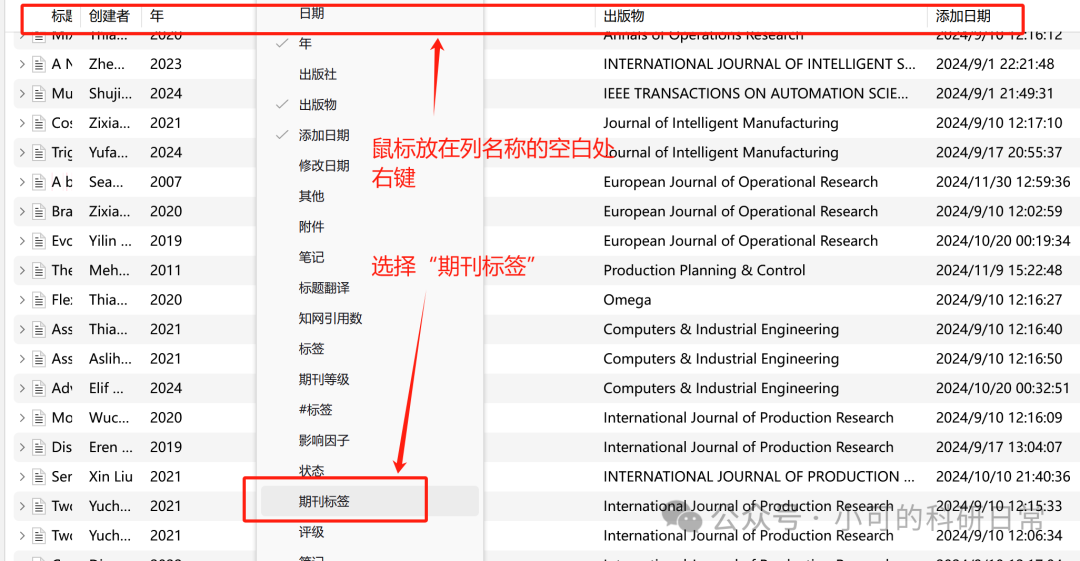 标题 创建者 年 出版物 添加日期
Thia... 2020 Annals of Operations Research 2024/9/10 12:16:12
A N Zhe... 2023 INTERNATIONAL JOURNAL OF INTELLIGENT S... 2024/9/1 22:21:48
Mu Shuji... 2024 IEEE TRANSACTIONS ON AUTOMATION SCIE... 2024/9/1 21:49:31
Cos Zixia... 2021 Journal of Intelligent Manufacturing 2024/9/10 12:17:10
Trig Yufa... 2024 Journal of Intelligent Manufacturing 2024/9/17 20:55:37
A b Sea... 2007 European Journal of Operational Research 2024/11/30 12:59:36
Bra Zixia... 2020 European Journal of Operational Research 2024/9/10 12:02:59
Evo Yilin ... 2019 European Journal of Operational Research 2024/10/20 00:19:34
The Meh... 2011 Production Planning & Control 2024/11/9 15:22:48
Fle Thia... 2020 Omega 2024/9/10 12:16:27
Ass Thia... 2021 Computers & Industrial Engineering 2024/9/10 12:16:40
Ass Aslih... 2021 Computers & Industrial Engineering 2024/9/10 12:16:50
Adv Elif ... 2024 Computers & Industrial Engineering 2024/10/20 00:32:51
Mo Wuc... 2020 International Journal of Production Research 2024/9/10 12:16:09
Dis Eren ... 2019 International Journal of Production Research 2024/9/17 13:04:07
Ser Xin Liu 2021 INTERNATIONAL JOURNAL OF PRODUCTION ... 2024/10/10 21:40:36
Two Yuch... 2021 International Journal of Production Research 2024/9/10 12:15:33
Two Yuch... 2021 International Journal of Production Research 2024/9/10 12:06:34
日期
年
出版社
出版物
添加日期
修改日期
其他
附件
笔记
标题翻译
知网引用数
标签
期刊等级
#标签
影响因子
状态
期刊标签
评级
笔记
鼠标放在列名称的空白处
右键
选择“期刊标签”
公众号 · 小可的科研日常